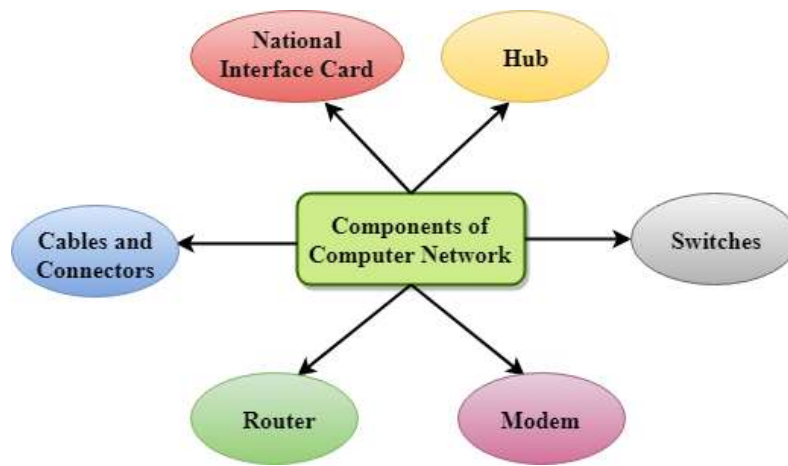 National
Interface Card
Hub
Components of
Computer Network
Cables and
Connectors
Switches
Router
Modem